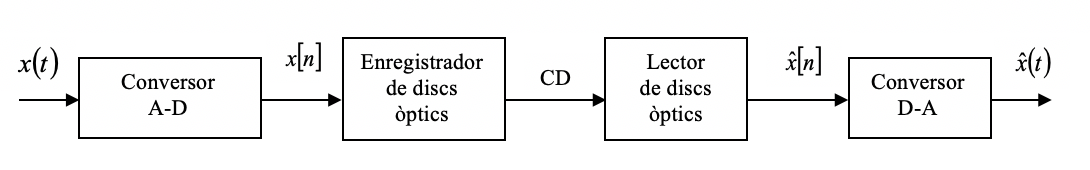 x(t)
Conversor
A-D
x[n]
Enregistrador
de discs
òptics
CD
Lector
de discs
òptics
x̂[n]
Conversor
D-A
x̂(t)